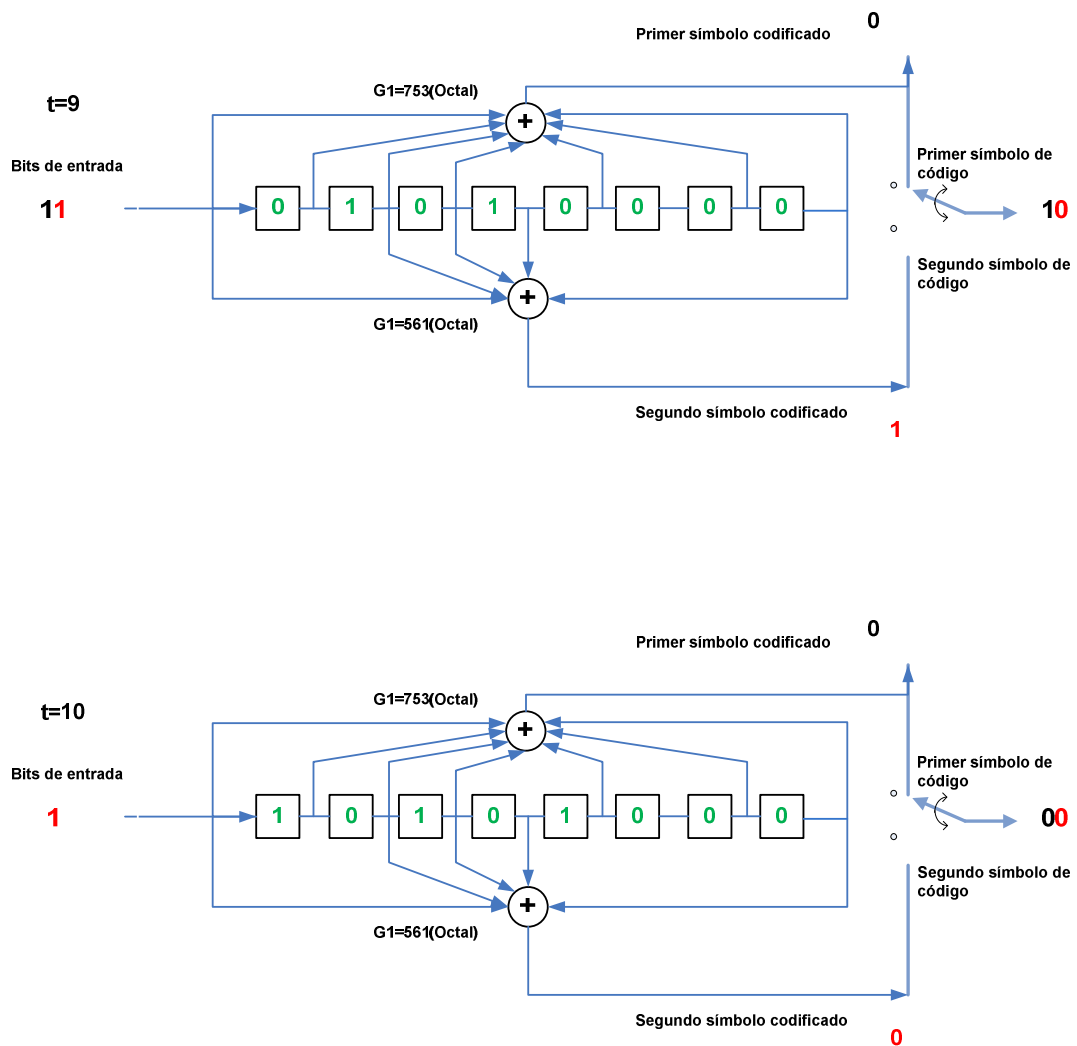 0
Primer símbolo codificado
G1=753(Octal)
t=9
+
Bits de entrada
Primer símbolo de
código
11
0 1 0 1 0 0 0 0
10
Segundo símbolo de
código
+
G1=561(Octal)
Segundo símbolo codificado
1
0
Primer símbolo codificado
G1=753(Octal)
t=10
+
Bits de entrada
Primer símbolo de
código
1
1 0 1 0 1 0 0 0
00
Segundo símbolo de
código
+
G1=561(Octal)
Segundo símbolo codificado
0